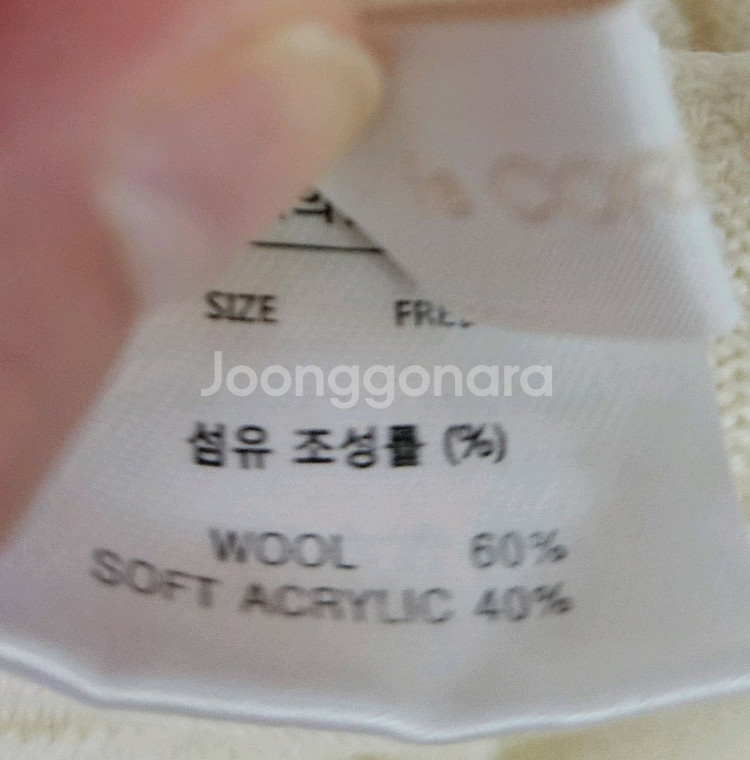 SIZE
Joonggonara
섬유 조성률 (%)
WOOL 60%
SOFT ACRYLIC 40%